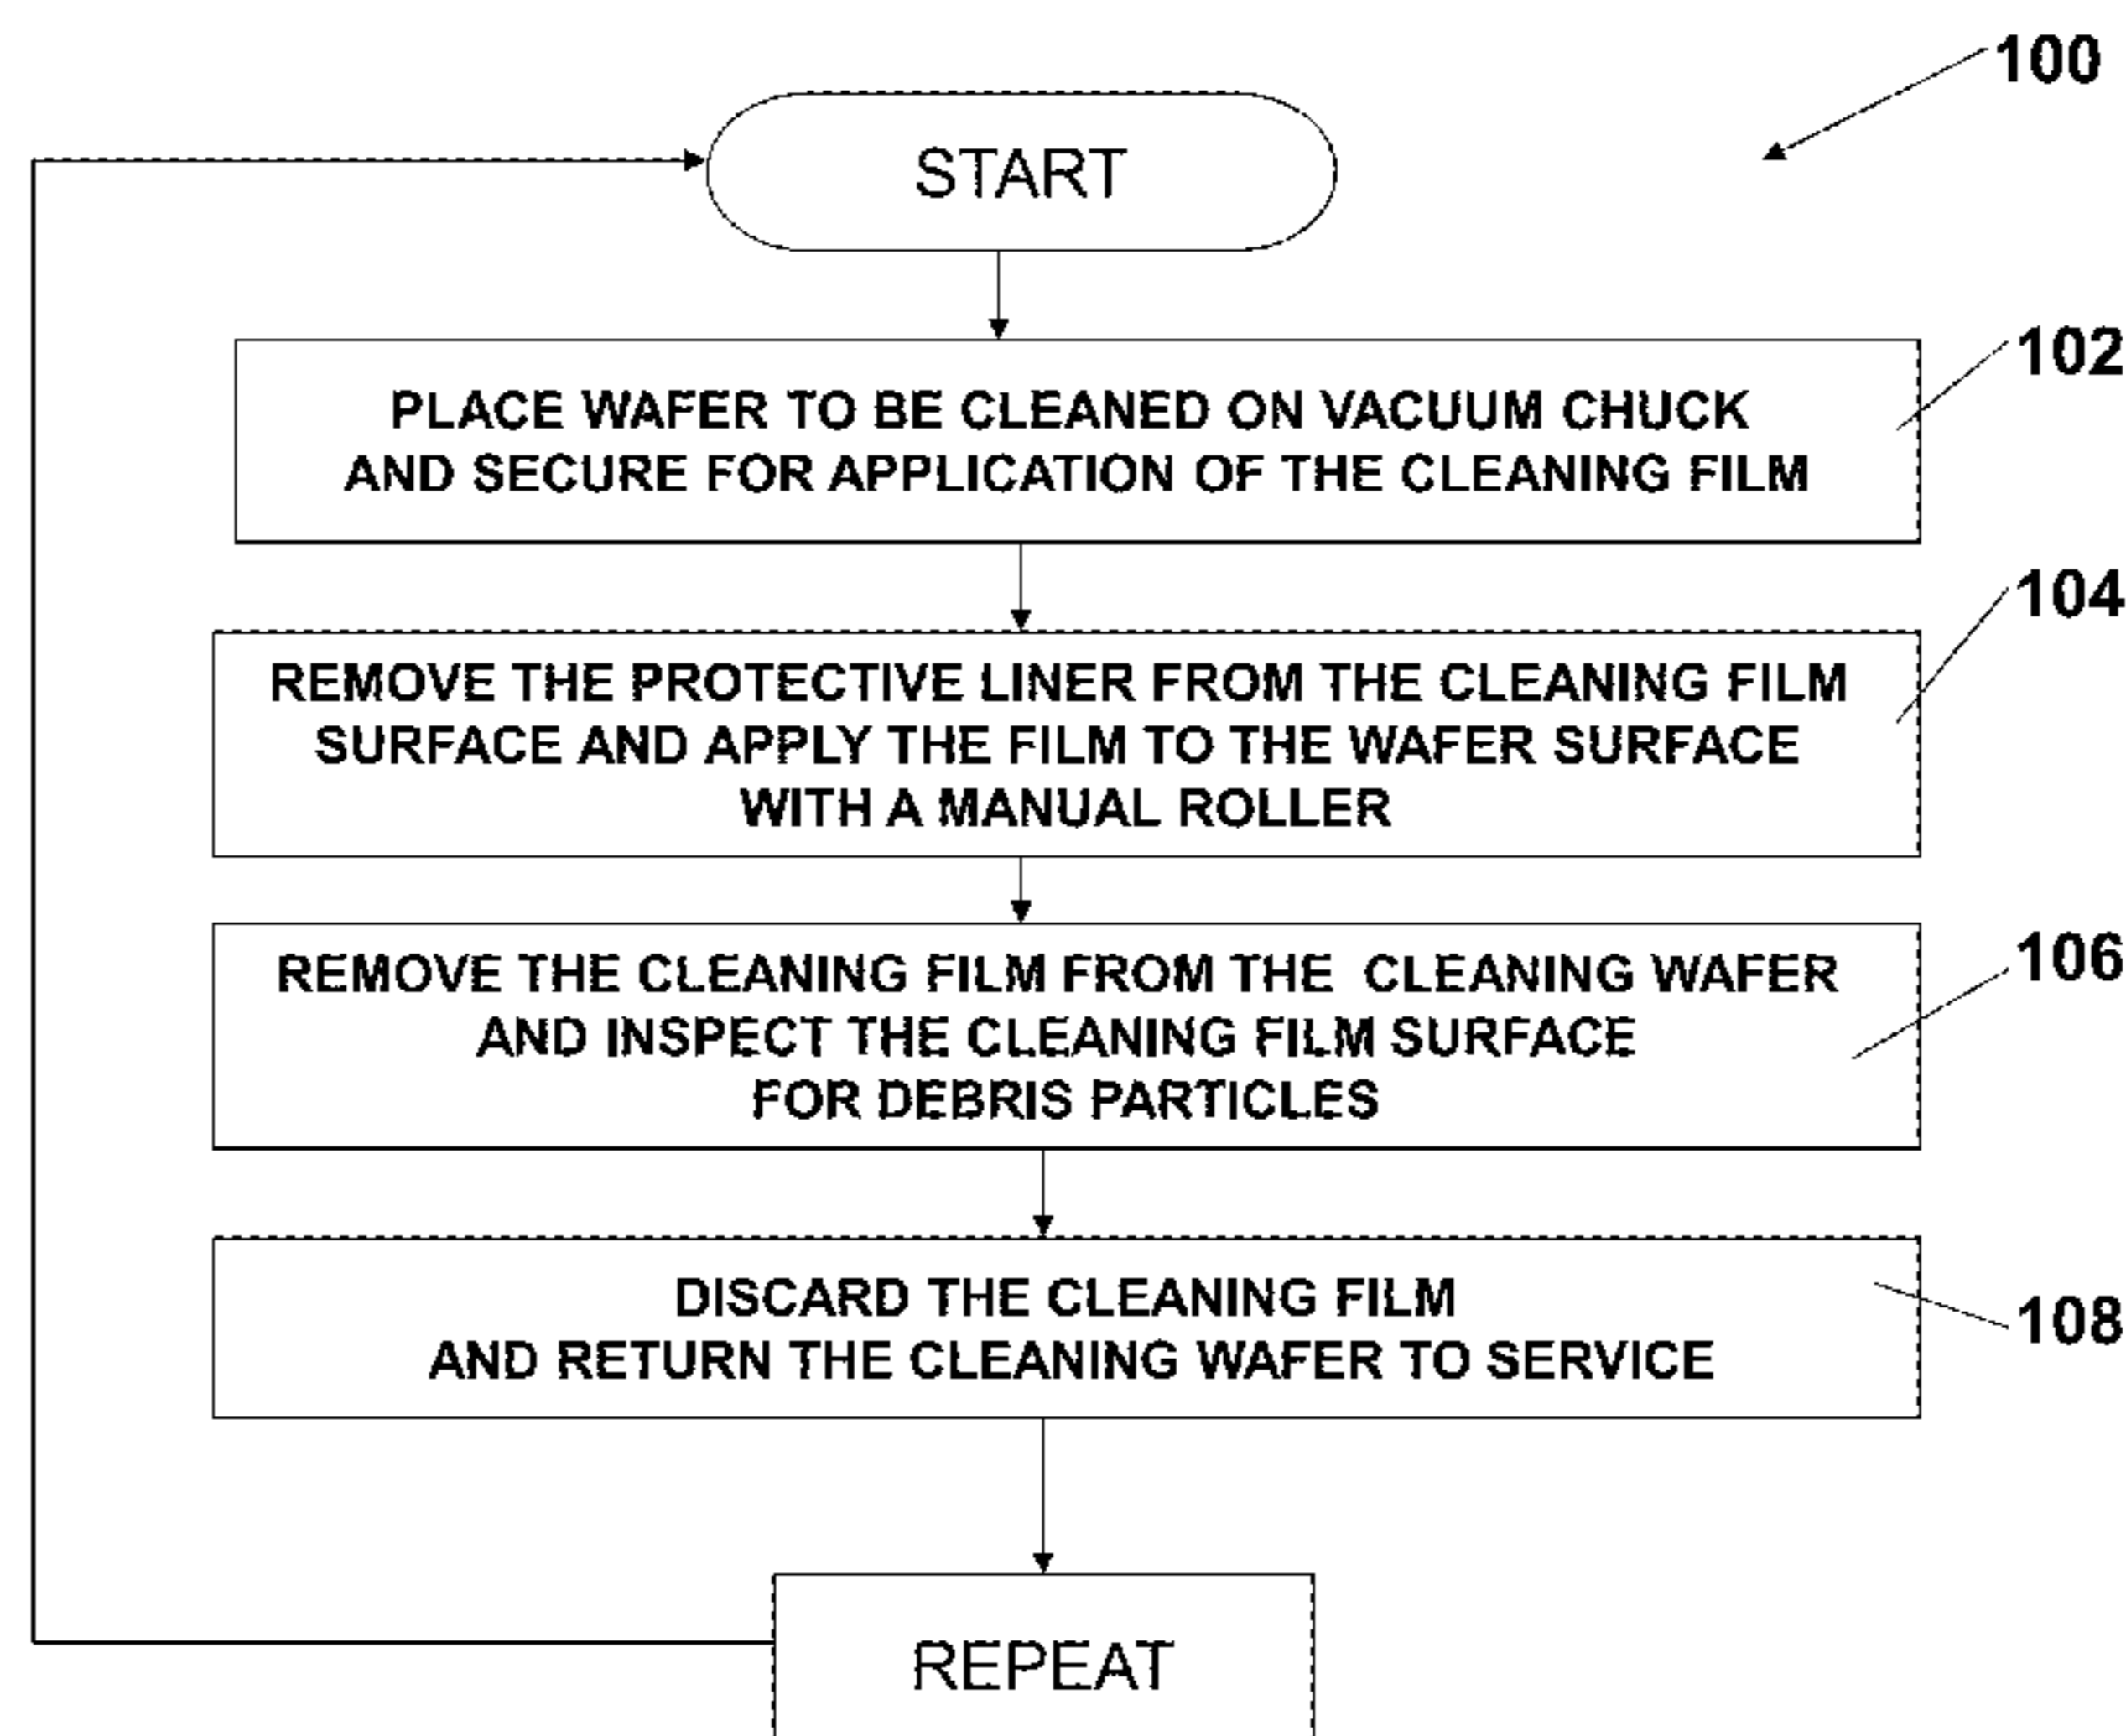 100
START
102
PLACE WAFER TO BE CLEANED ON VACUUM CHUCK
AND SECURE FOR APPLICATION OF THE CLEANING FILM
104
REMOVE THE PROTECTIVE LINER FROM THE CLEANING FILM
SURFACE AND APPLY THE FILM TO THE WAFER SURFACE
WITH A MANUAL ROLLER
106
REMOVE THE CLEANING FILM FROM THE CLEANING WAFER
AND INSPECT THE CLEANING FILM SURFACE
FOR DEBRIS PARTICLES
108
DISCARD THE CLEANING FILM
AND RETURN THE CLEANING WAFER TO SERVICE
REPEAT